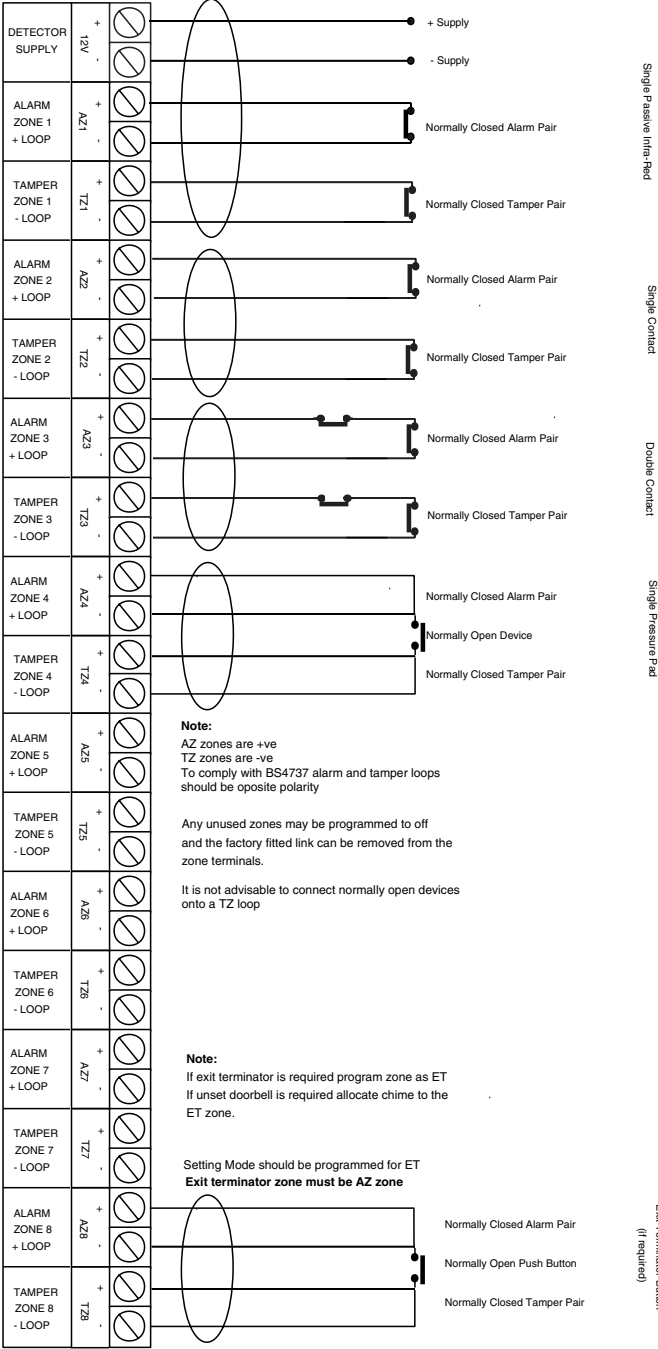 DETECTOR
SUPPLY
12V
+
-
+ Supply
- Supply
ALARM
ZONE 1
+ LOOP
AZ1
+
-
Normally Closed Alarm Pair
TAMPER
ZONE 1
- LOOP
TZ1
+
-
Normally Closed Tamper Pair
Single Passive Infra-Red
ALARM
ZONE 2
+ LOOP
AZ2
+
-
Normally Closed Alarm Pair
TAMPER
ZONE 2
- LOOP
TZ2
+
-
Normally Closed Tamper Pair
Single Contact
ALARM
ZONE 3
+ LOOP
AZ3
+
-
Normally Closed Alarm Pair
TAMPER
ZONE 3
- LOOP
TZ3
+
-
Normally Closed Tamper Pair
Double Contact
ALARM
ZONE 4
+ LOOP
AZ4
+
-
Normally Closed Alarm Pair
Normally Open Device
TAMPER
ZONE 4
- LOOP
TZ4
+
-
Normally Closed Tamper Pair
Single Pressure Pad
ALARM
ZONE 5
+ LOOP
AZ5
+
-
Note:
AZ zones are +ve
TZ zones are -ve
To comply with BS4737 alarm and tamper loops
should be oposite polarity
TAMPER
ZONE 5
- LOOP
TZ5
+
-
Any unused zones may be programmed to off
and the factory fitted link can be removed from the
zone terminals.
ALARM
ZONE 6
+ LOOP
AZ6
+
-
It is not advisable to connect normally open devices
onto a TZ loop
TAMPER
ZONE 6
- LOOP
TZ6
+
-
ALARM
ZONE 7
+ LOOP
AZ7
+
-
Note:
If exit terminator is required program zone as ET
If unset doorbell is required allocate chime to the
ET zone.
TAMPER
ZONE 7
- LOOP
TZ7
+
-
Setting Mode should be programmed for ET
Exit terminator zone must be AZ zone
ALARM
ZONE 8
+ LOOP
AZ8
+
-
Normally Closed Alarm Pair
Normally Open Push Button
TAMPER
ZONE 8
- LOOP
TZ8
+
-
Normally Closed Tamper Pair
(if required)